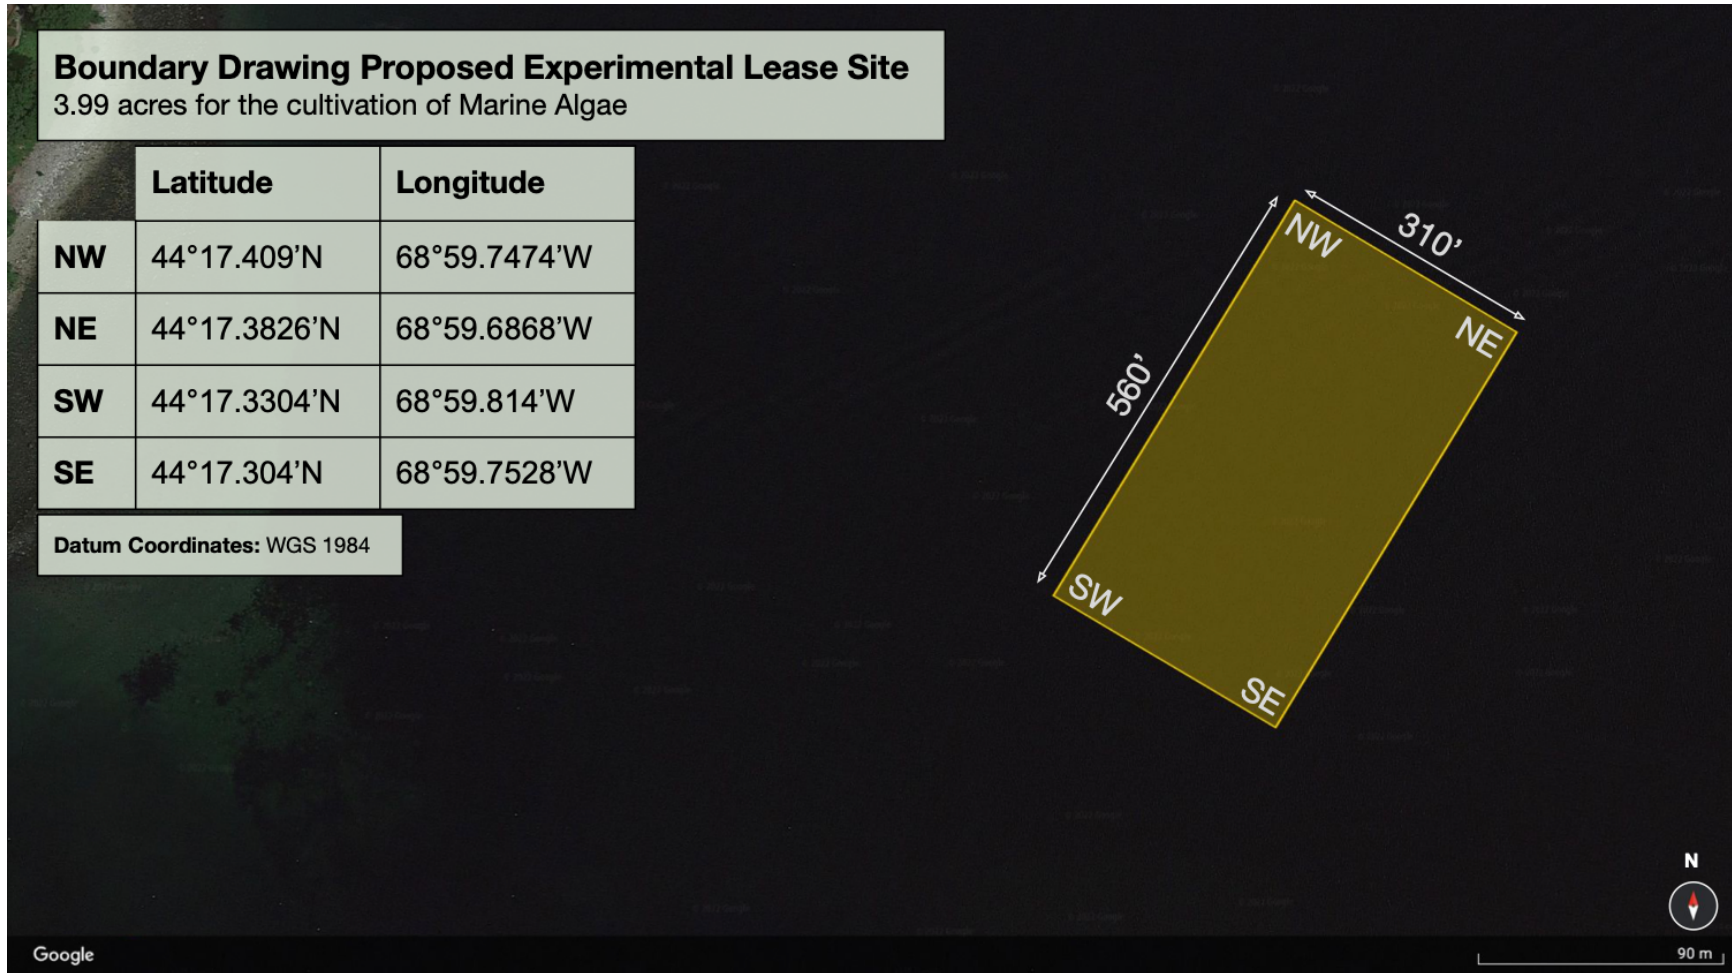 Boundary Drawing Proposed Experimental Lease Site
3.99 acres for the cultivation of Marine Algae
Latitude Longitude
NW 44°17.409’N 68°59.7474’W
NE 44°17.3826’N 68°59.6868’W
SW 44°17.3304’N 68°59.814’W
SE 44°17.304’N 68°59.7528’W
Datum Coordinates: WGS 1984
310’
NW
NE
560’
SW
SE
N
Google
90 m